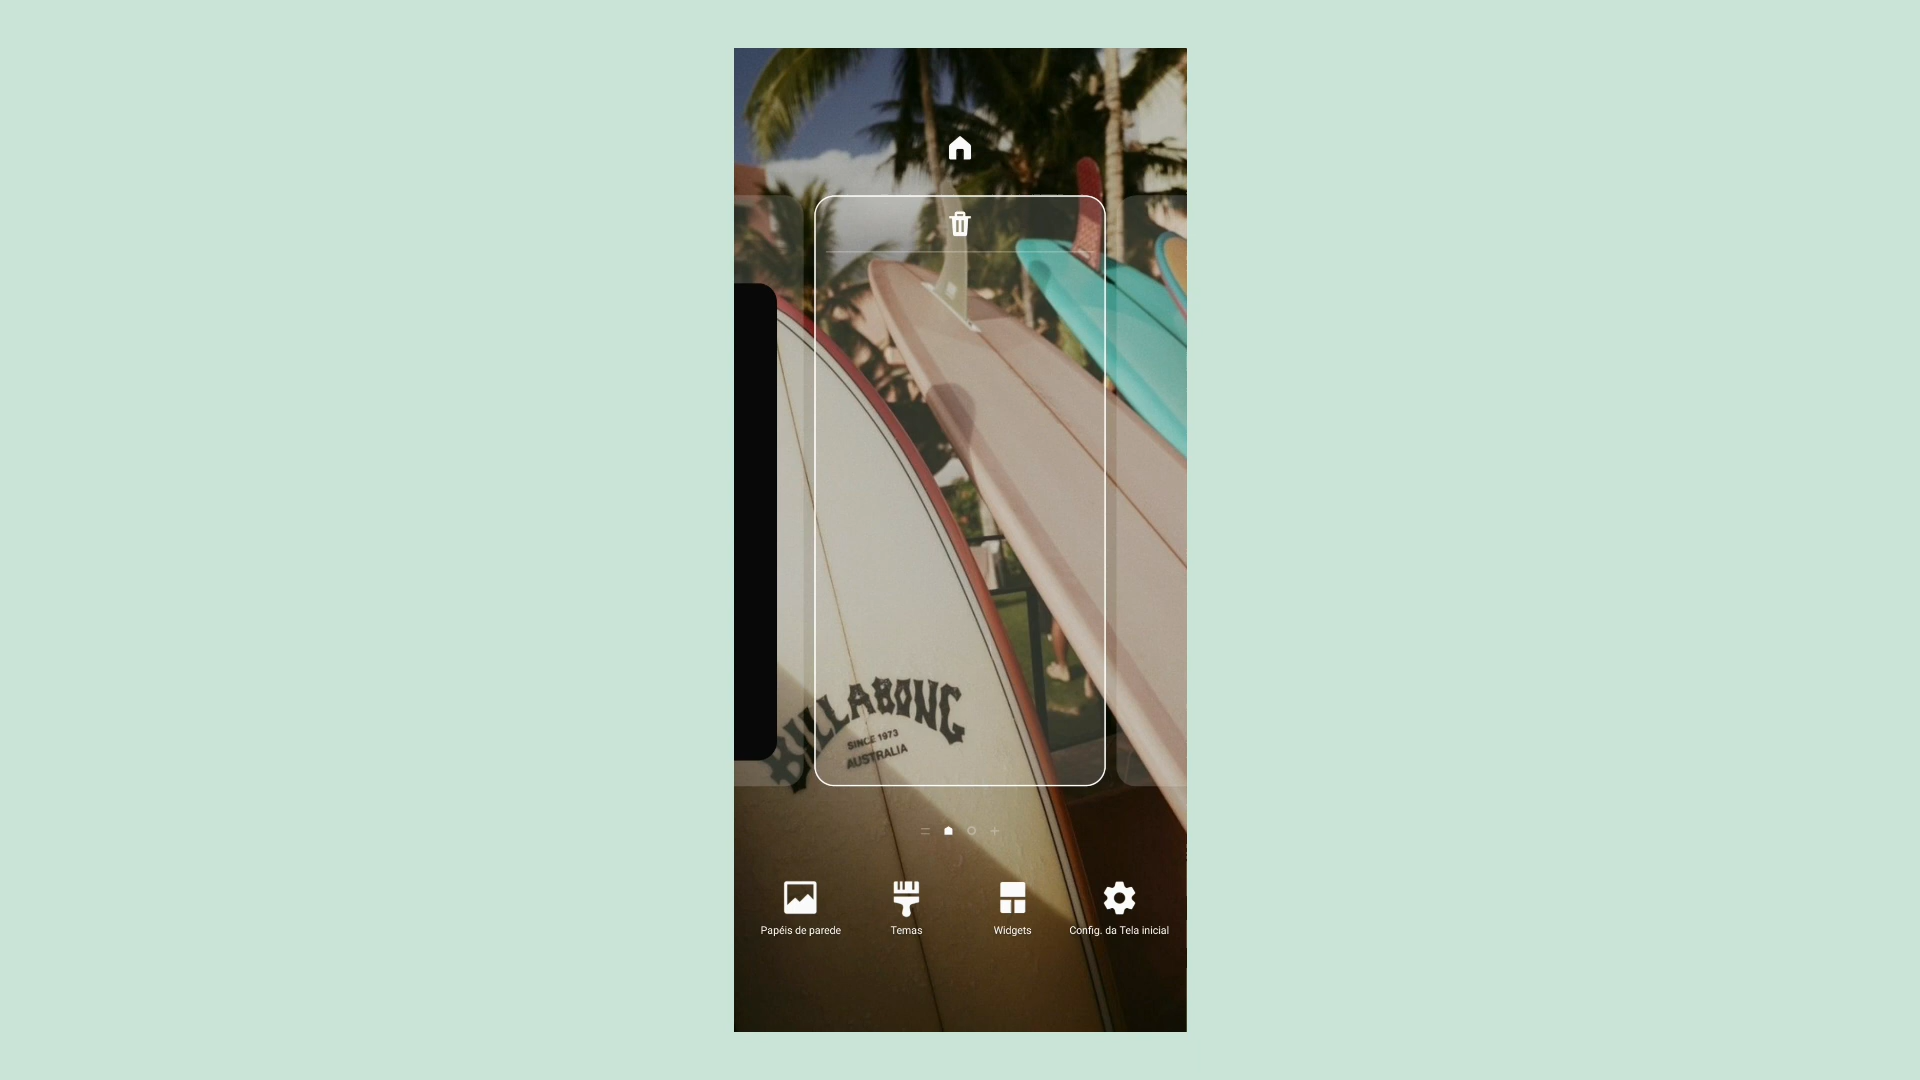 BILLABONG
SINCE 1973
AUSTRALIA
Papéis de parede
Temas
Widgets
Config. da Tela inicial